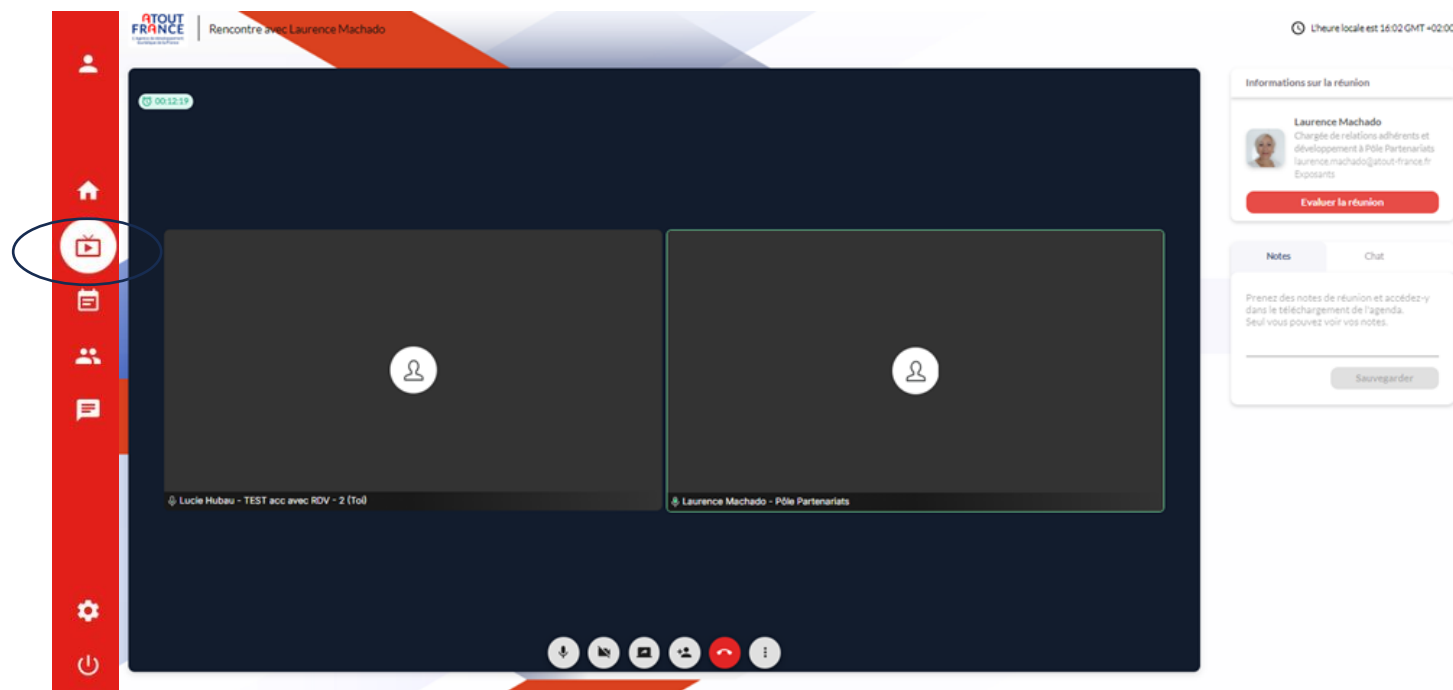 ATOUT
FRANCE
Rencontre avec Laurence Machado
L'heure locale est 16:02 GMT +02:00
00:12:19
Informations sur la réunion
Laurence Machado
Chargée de relations adhérents et
développement à Pôle Partenariats
laurence.machado@atout-france.fr
Exposants
Evaluer la réunion
Notes
Chat
Prenez des notes de réunion et accédez-y
dans le téléchargement de l'agenda.
Seul vous pouvez voir vos notes.
Sauvegarder
Lucie Hubau - TEST acc avec RDV - 2 (Toi)
Laurence Machado - Pôle Partenariats